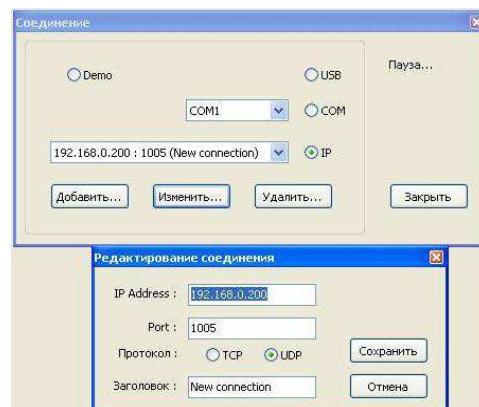 Соединение
Demo
USB
Пауза...
COM1
COM
192.168.0.200 : 1005 (New connection)
IP
Добавить...
Изменить...
Удалить...
Закрыть
Редактирование соединения
IP Address :
192.168.0.200
Port :
1005
Протокол :
TCP
UDP
Сохранить
Заголовок :
New connection
Отмена